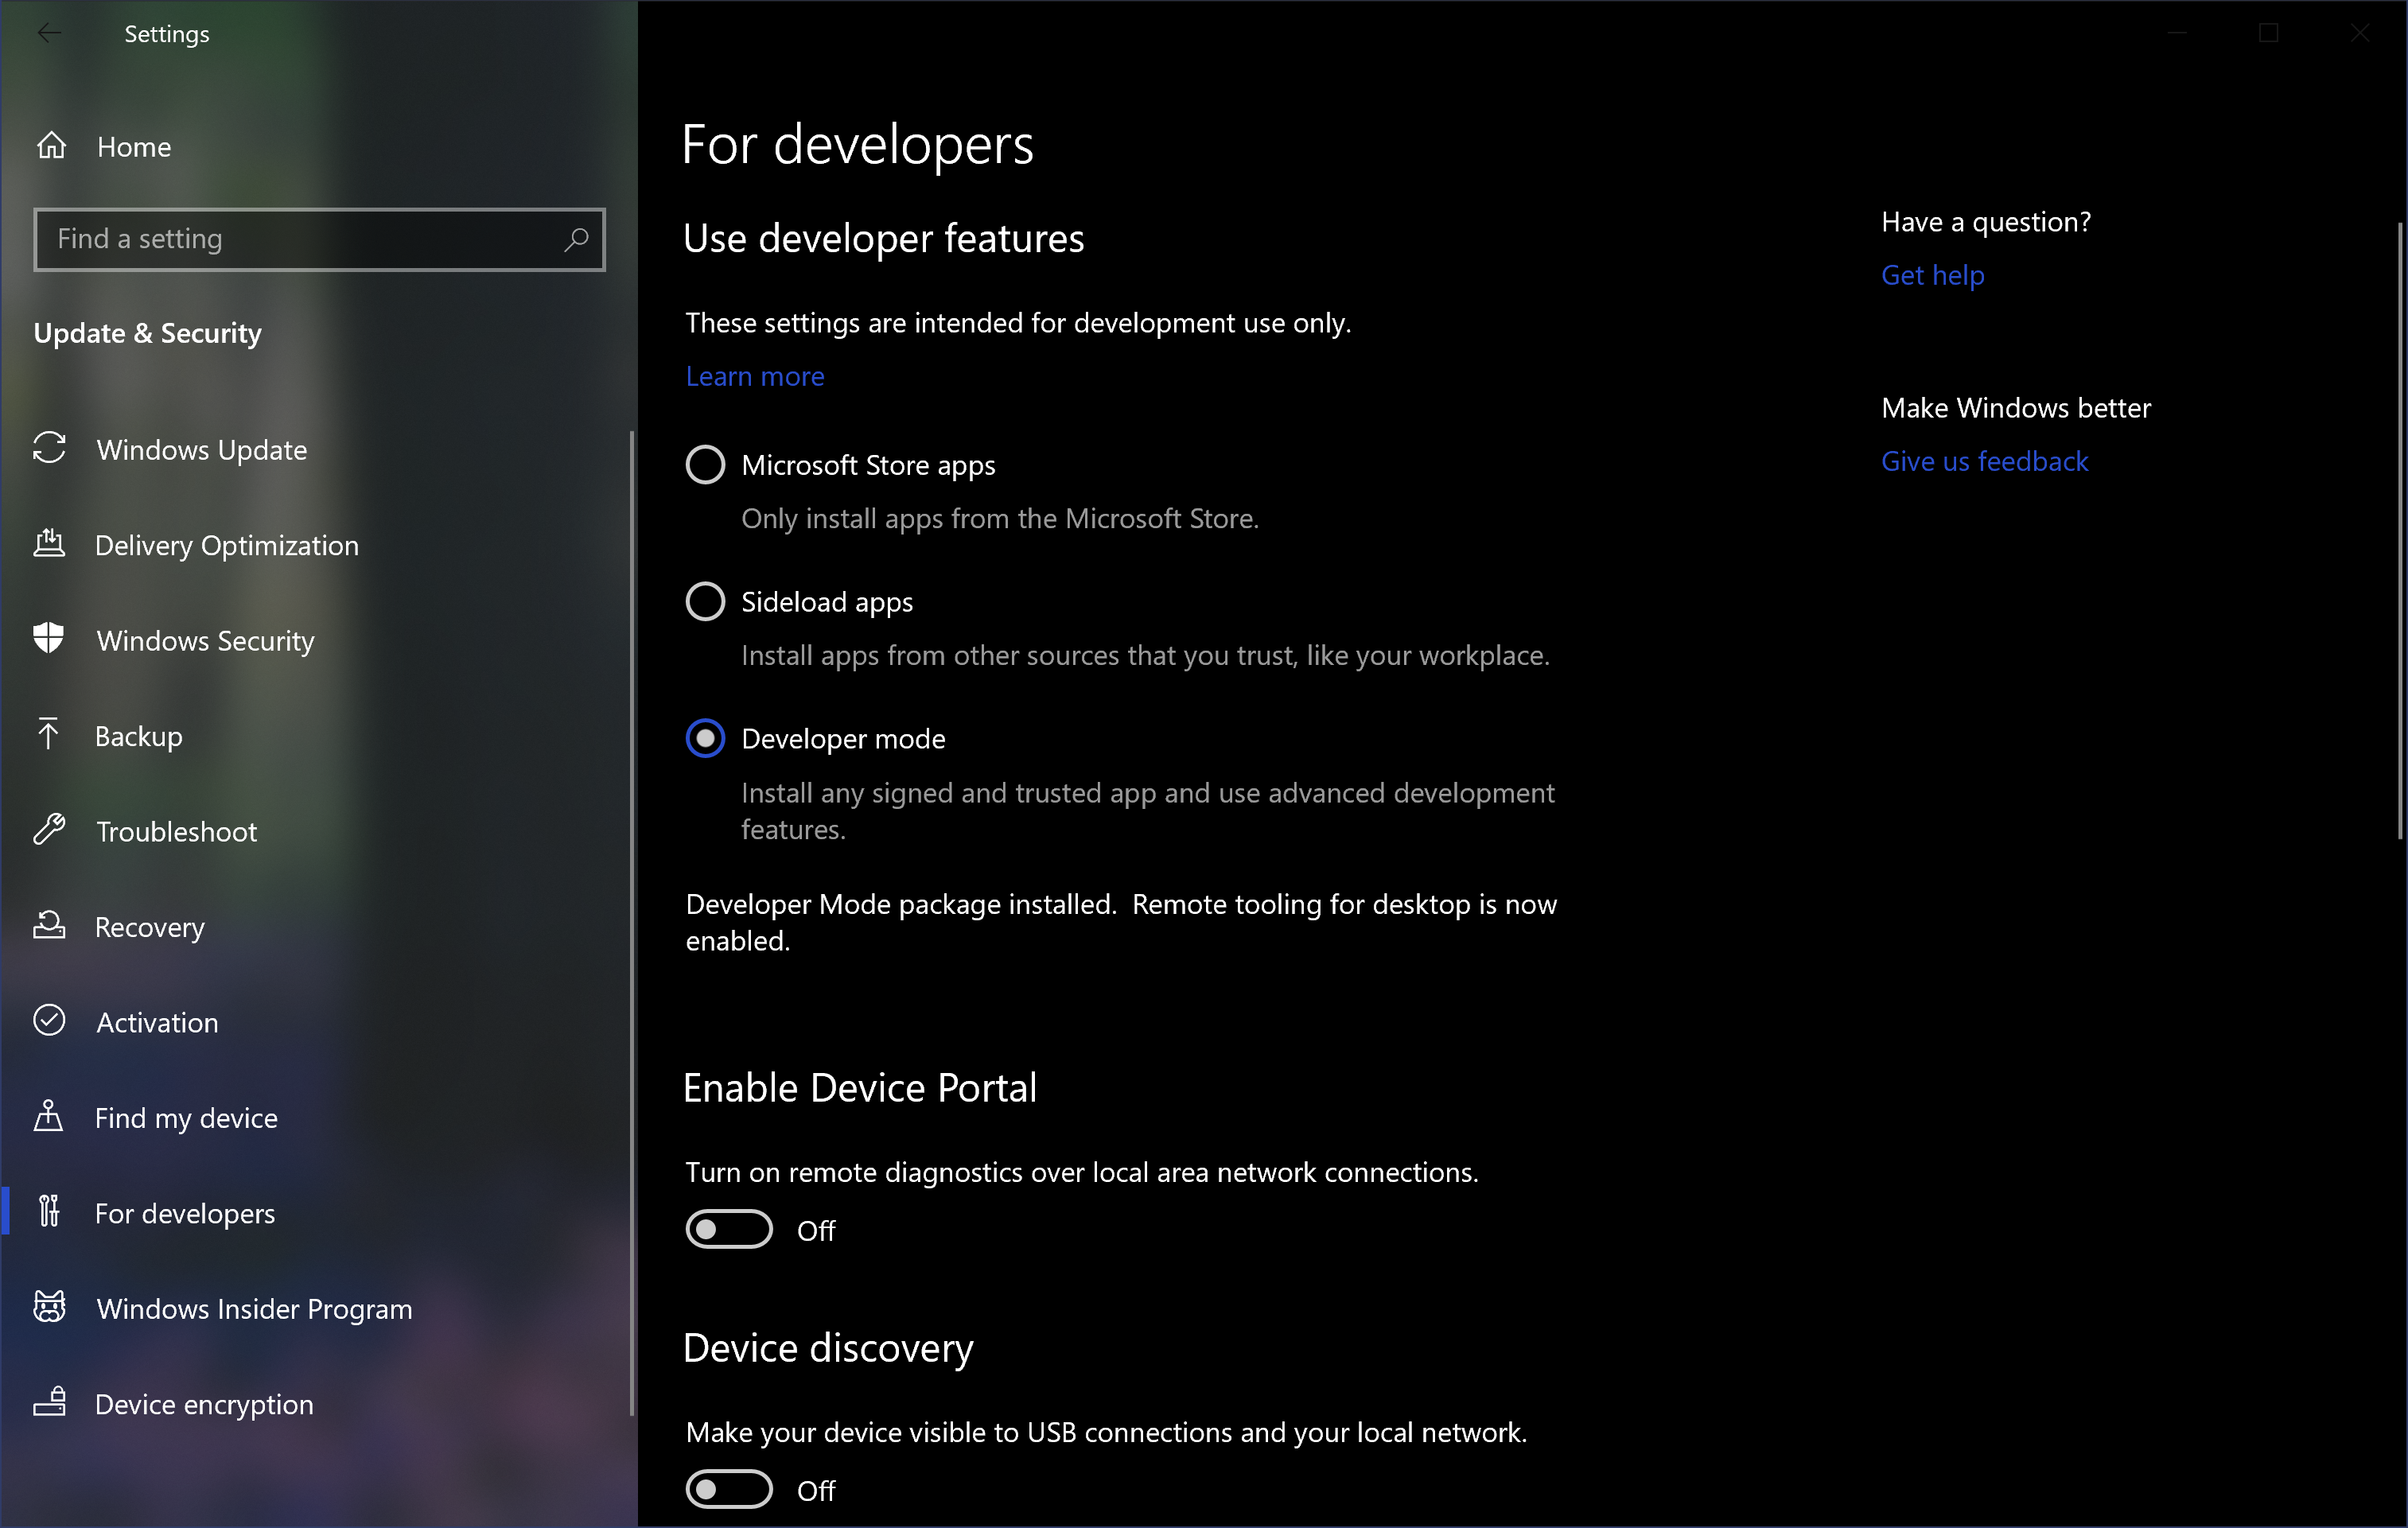 Settings
Home
Find a setting
Update & Security
Windows Update
Delivery Optimization
Windows Security
Backup
Troubleshoot
Recovery
Activation
Find my device
For developers
Windows Insider Program
Device encryption
For developers
Use developer features
These settings are intended for development use only.
Learn more
Microsoft Store apps
Only install apps from the Microsoft Store.
Sideload apps
Install apps from other sources that you trust, like your workplace.
Developer mode
Install any signed and trusted app and use advanced development
features.
Developer Mode package installed.  Remote tooling for desktop is now
enabled.
Enable Device Portal
Turn on remote diagnostics over local area network connections.
Off
Device discovery
Make your device visible to USB connections and your local network.
Off
Have a question?
Get help
Make Windows better
Give us feedback